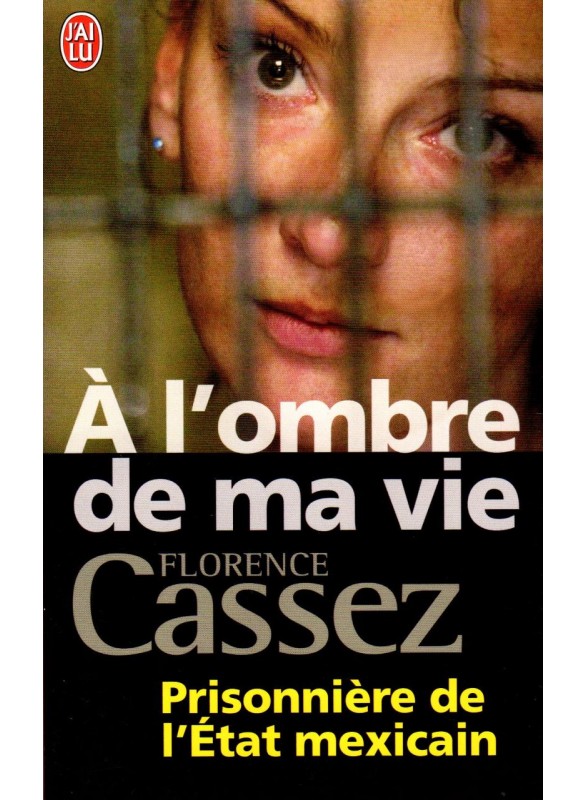 J'AI
LU
À l'ombre
de ma vie
FLORENCE
Cassez
Prisonnière de
l'État mexicain